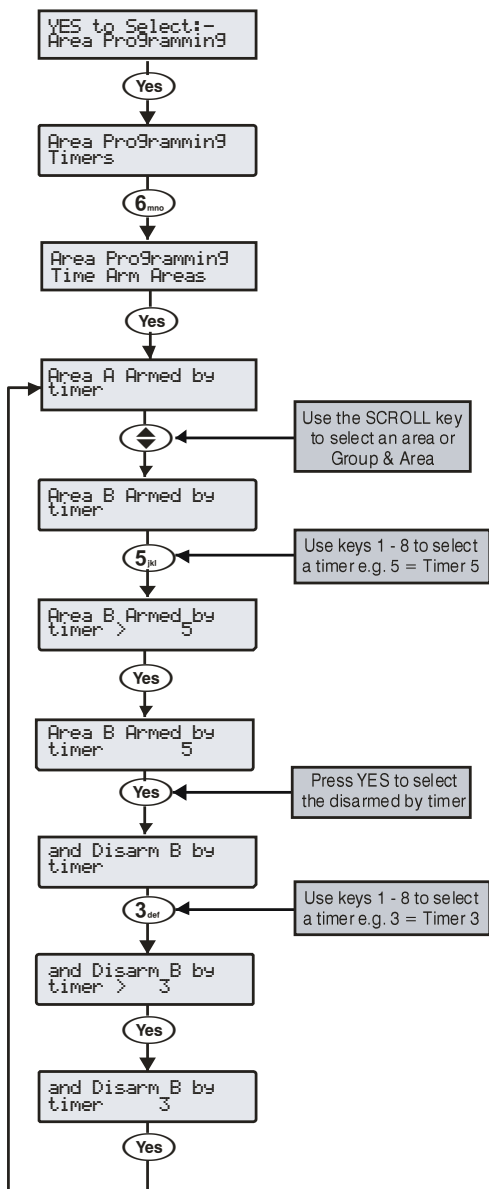 YES to Select:-
Area Programming
Yes
Area Programming
Timers
6mno
Area Programming
Time Arm Areas
Yes
Area A Armed by
timer
Use the SCROLL key
to select an area or
Group & Area
Area B Armed by
timer
5jkl
Use keys 1 - 8 to select
a timer e.g. 5 = Timer 5
Area B Armed by
timer > 5
Yes
Area B Armed by
timer 5
Yes
Press YES to select
the disarmed by timer
and Disarm B by
timer
3def
Use keys 1 - 8 to select
a timer e.g. 3 = Timer 3
and Disarm B by
timer > 3
Yes
and Disarm B by
timer 3
Yes